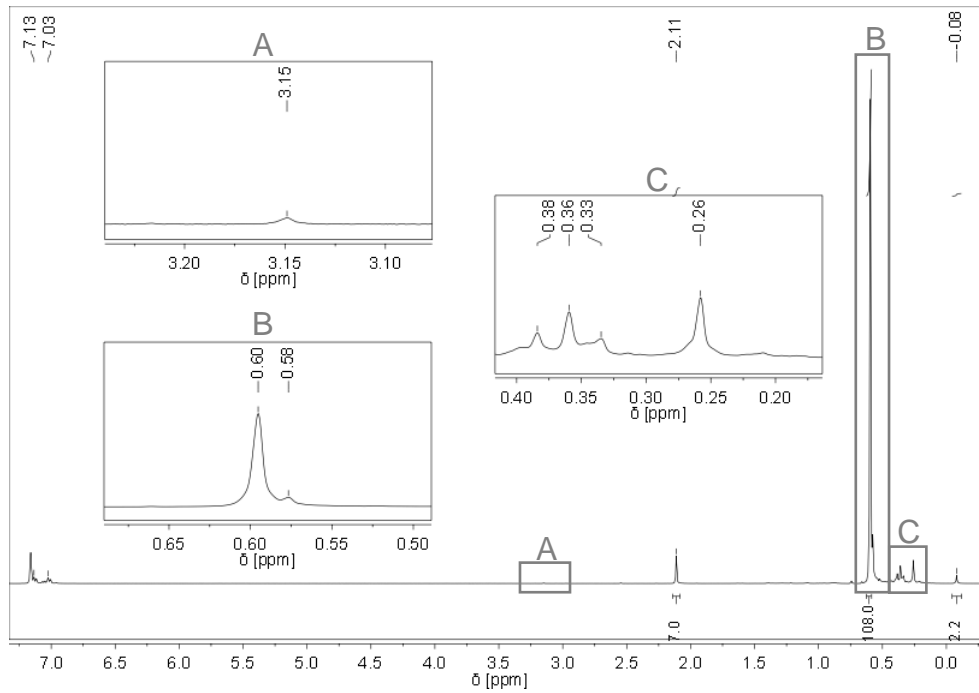 7.13
7.03
2.11
-0.08
A
3.15
3.20 3.15 3.10
δ [ppm]
B
0.60
0.58
0.65 0.60 0.55 0.50
δ [ppm]
C
0.38
0.36
0.33
0.26
0.40 0.35 0.30 0.25 0.20
δ [ppm]
B
A
C
7.0
108.0
2.2
7.0 6.5 6.0 5.5 5.0 4.5 4.0 3.5 3.0 2.5 2.0 1.5 1.0 0.5 0.0
δ [ppm]